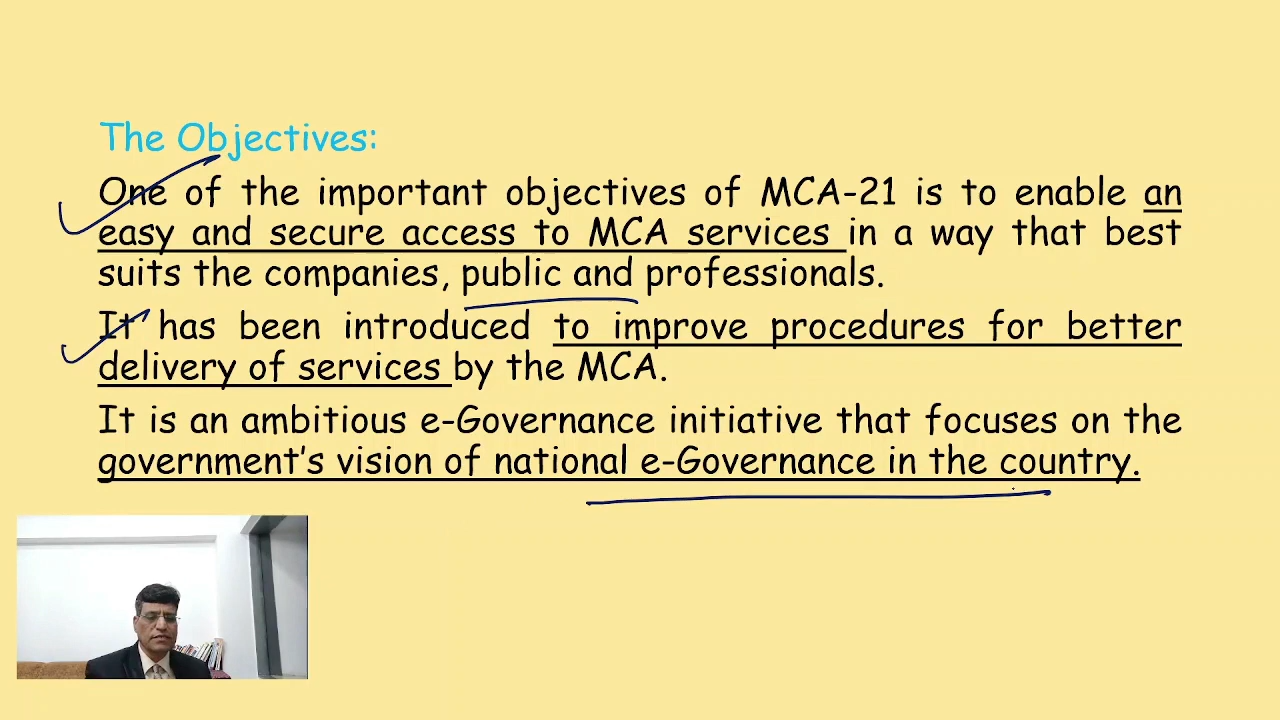 The Objectives:
One of the important objectives of MCA-21 is to enable an
easy and secure access to MCA services in a way that best
suits the companies, public and professionals.
It has been introduced to improve procedures for better
delivery of services by the MCA.
It is an ambitious e-Governance initiative that focuses on the
government’s vision of national e-Governance in the country.